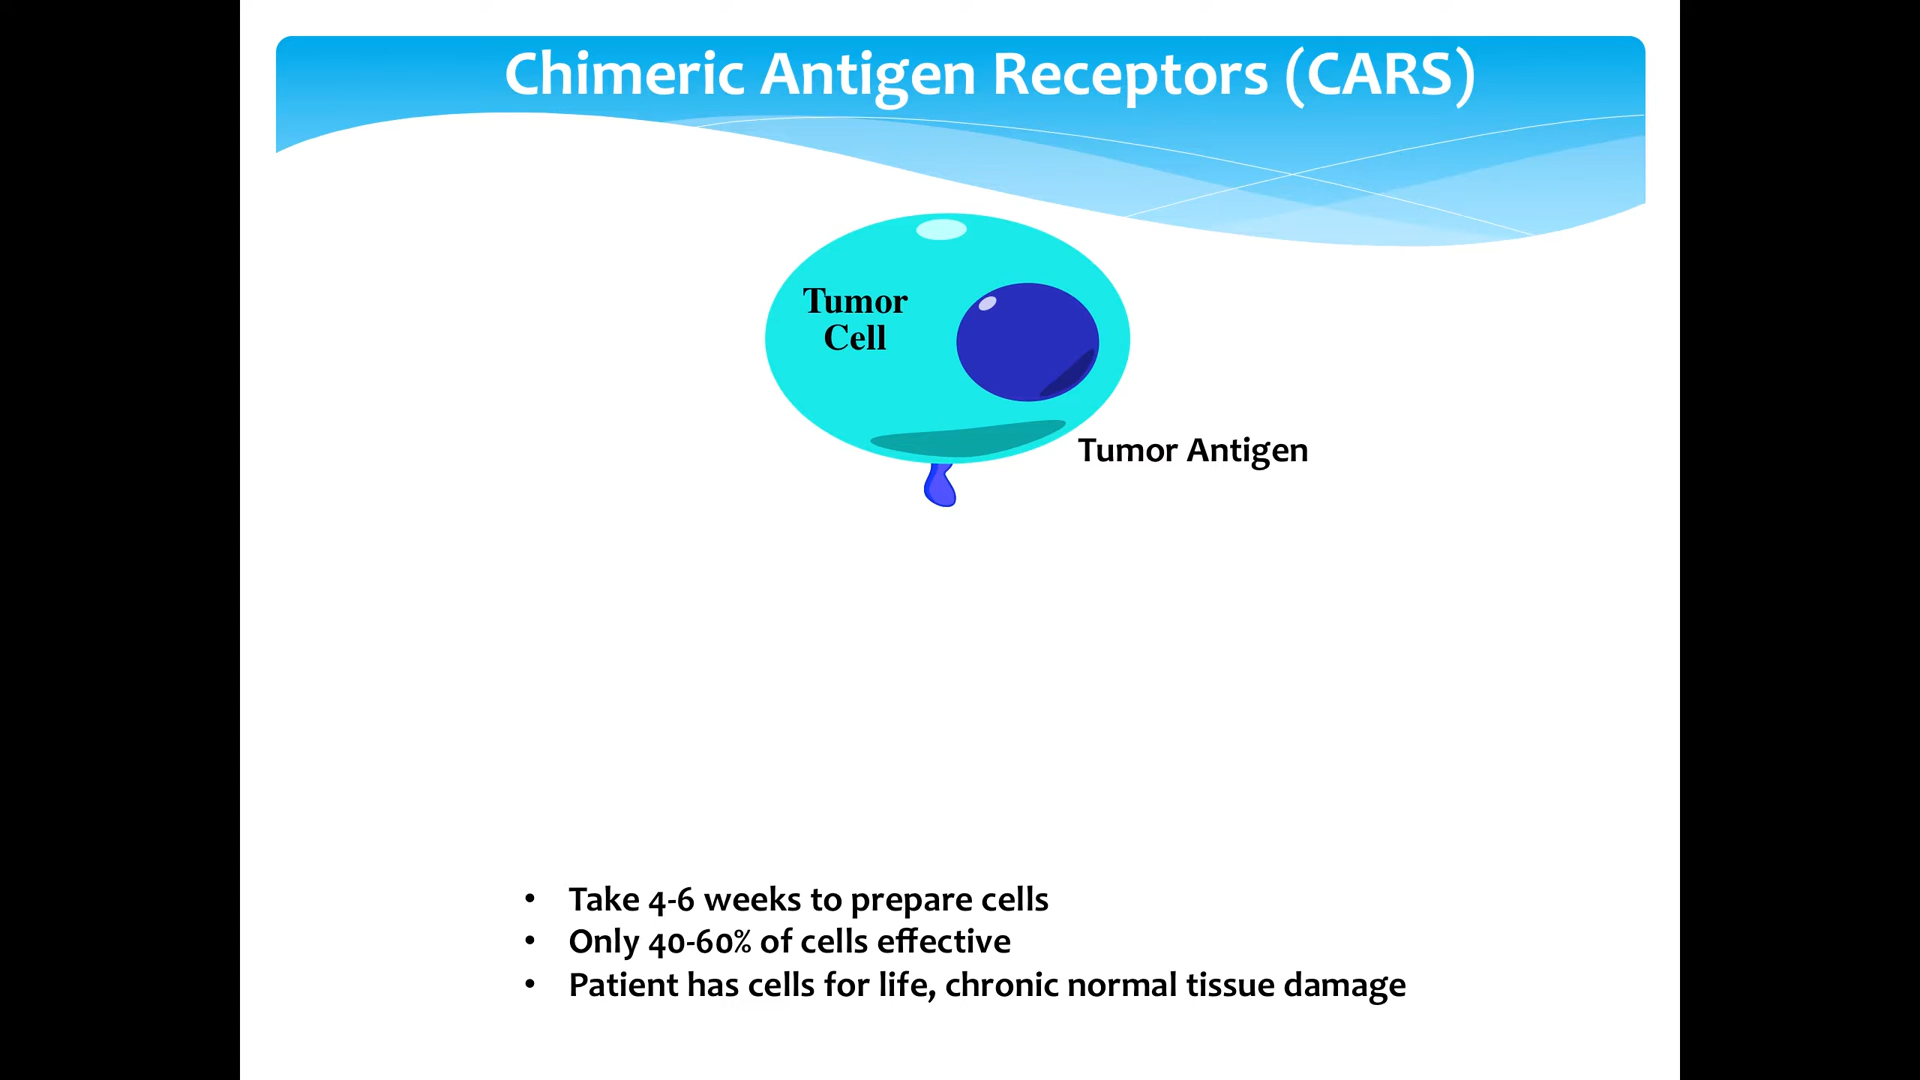 Chimeric Antigen Receptors (CARS)
Tumor
Cell
Tumor Antigen
• Take 4-6 weeks to prepare cells
• Only 40-60% of cells effective
• Patient has cells for life, chronic normal tissue damage